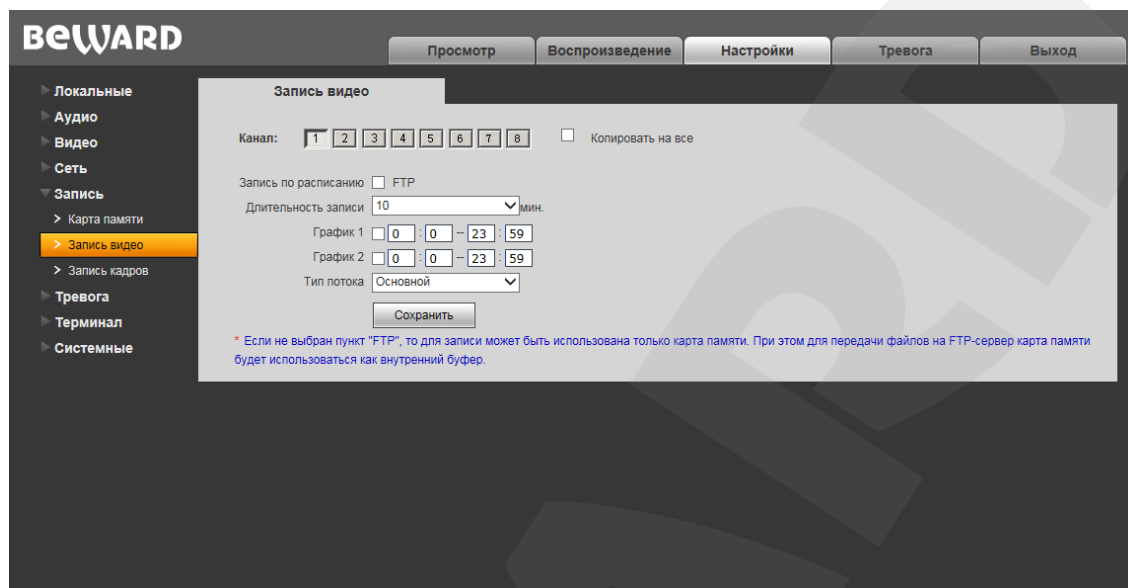 BEWARD
Просмотр Воспроизведение Настройки Тревога Выход
Локальные
Аудио
Видео
Сеть
Запись
> Карта памяти
> Запись видео
> Запись кадров
Тревога
Терминал
Системные
Запись видео
Канал: 1 2 3 4 5 6 7 8 Копировать на все
Запись по расписанию FTP
Длительность записи 10 мин.
График 1 0 : 0 -- 23 : 59
График 2 0 : 0 -- 23 : 59
Тип потока Основной
Сохранить
* Если не выбран пункт "FTP", то для записи может быть использована только карта памяти. При этом для передачи файлов на FTP-сервер карта памяти
будет использоваться как внутренний буфер.